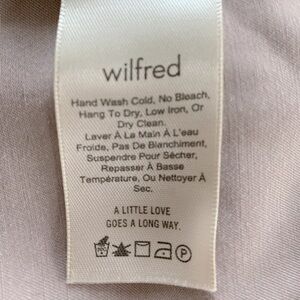 wilfred
Hand Wash Cold, No Bleach,
Hang To Dry, Low Iron, Or
Dry Clean.
Laver À La Main À L'eau
Froide, Pas De Blanchiment,
Suspendre Pour Sécher,
Repasser À Basse
Température, Ou Nettoyer À
Sec.
A LITTLE LOVE
GOES A LONG WAY.
P